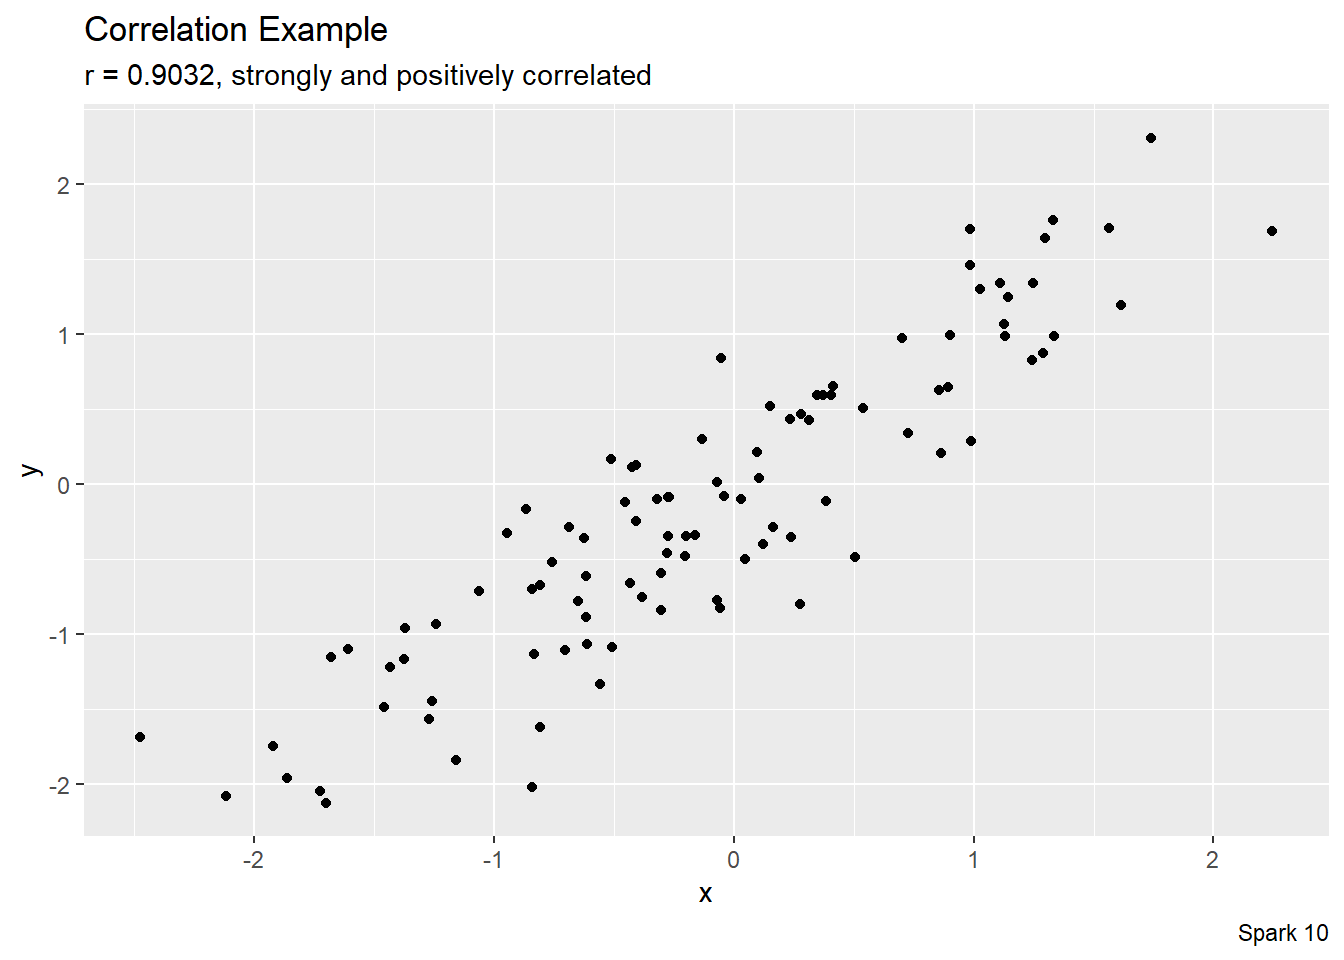 Correlation Example
r = 0.9032, strongly and positively correlated
2
1
0
-1
-2
y
-2 -1 0 1 2
x
Spark 10